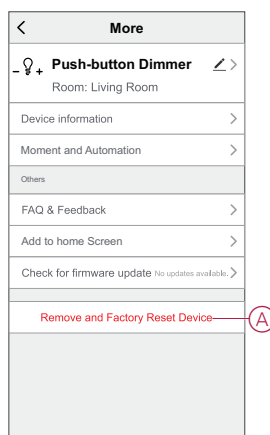 More
Push-button Dimmer
Room: Living Room
Device information
Moment and Automation
Others
FAQ & Feedback
Add to home Screen
Check for firmware update No updates available.
Remove and Factory Reset Device
A